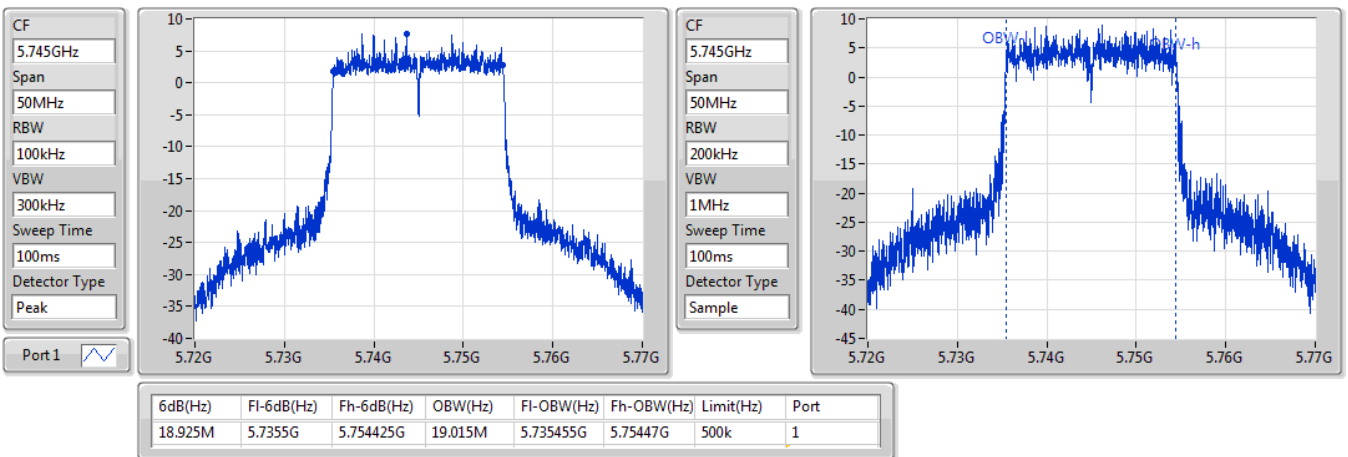 CF
5.745GHz
Span
50MHz
RBW
100kHz
VBW
300kHz
Sweep Time
100ms
Detector Type
Peak
Port 1
10
5
0
-5
-10
-15
-20
-25
-30
-35
-40
5.72G 5.73G 5.74G 5.75G 5.76G 5.77G
CF
5.745GHz
Span
50MHz
RBW
200kHz
VBW
1MHz
Sweep Time
100ms
Detector Type
Sample
10
5
0
-5
-10
-15
-20
-25
-30
-35
-40
-45
OBW-l OBW-h
5.72G 5.73G 5.74G 5.75G 5.76G 5.77G
6dB(Hz) Fl-6dB(Hz) Fh-6dB(Hz) OBW(Hz) Fl-OBW(Hz) Fh-OBW(Hz) Limit(Hz) Port
18.925M 5.7355G 5.754425G 19.015M 5.735455G 5.75447G 500k 1